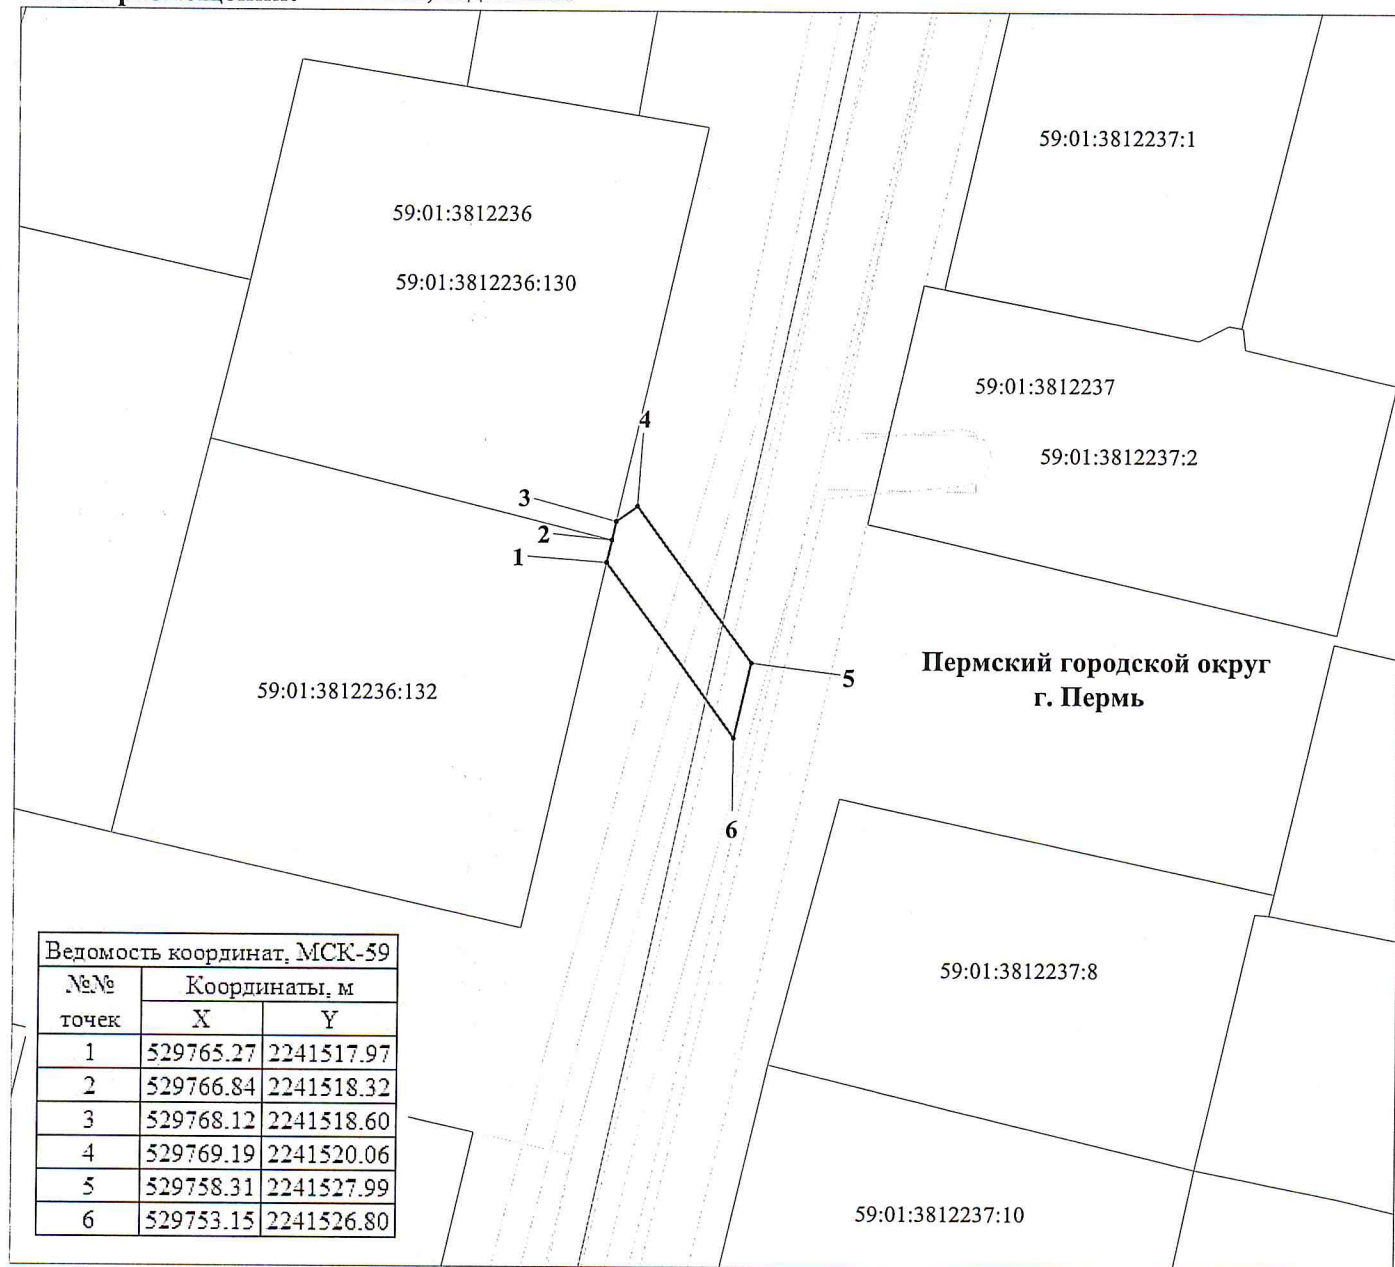 59:01:3812237:1
59:01:3812236
59:01:3812236:130
59:01:3812237
59:01:3812237:2
4
3
2
1
5
6
59:01:3812236:132
Пермский городской округ
г. Пермь
59:01:3812237:8
59:01:3812237:10
Ведомость координат, МСК-59
№№ точек Координаты, м
X Y
1 529765.27 2241517.97
2 529766.84 2241518.32
3 529768.12 2241518.60
4 529769.19 2241520.06
5 529758.31 2241527.99
6 529753.15 2241526.80